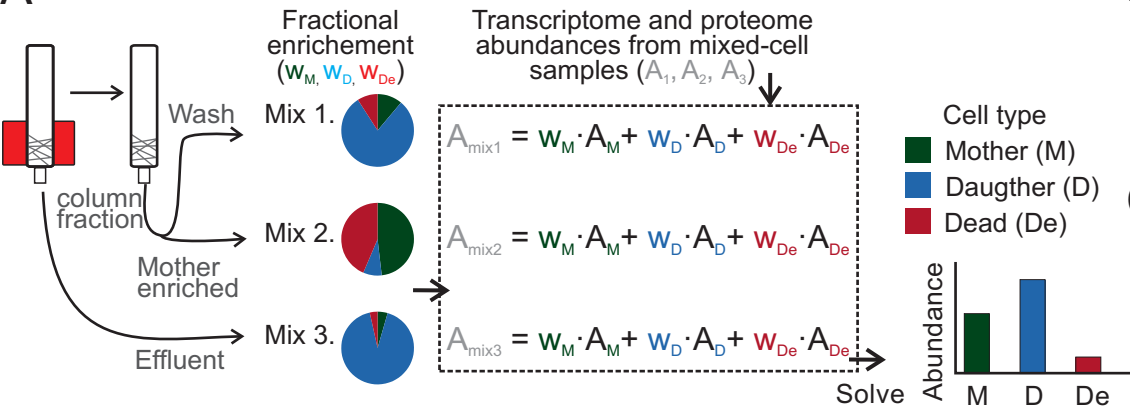 Fractional
enrichement
(wM, wD, wDe)
Transcriptome and proteome
abundances from mixed-cell
samples (A1, A2, A3)
Wash
column
fraction
Mother
enriched
Effluent
Mix 1.
Amix1 = wM·AM+ wD·AD+ wDe·ADe
Mix 2.
Amix2 = wM·AM+ wD·AD+ wDe·ADe
Mix 3.
Amix3 = wM·AM+ wD·AD+ wDe·ADe
Solve
Cell type
Mother (M)
Daugther (D)
Dead (De)
Abundance
M D De